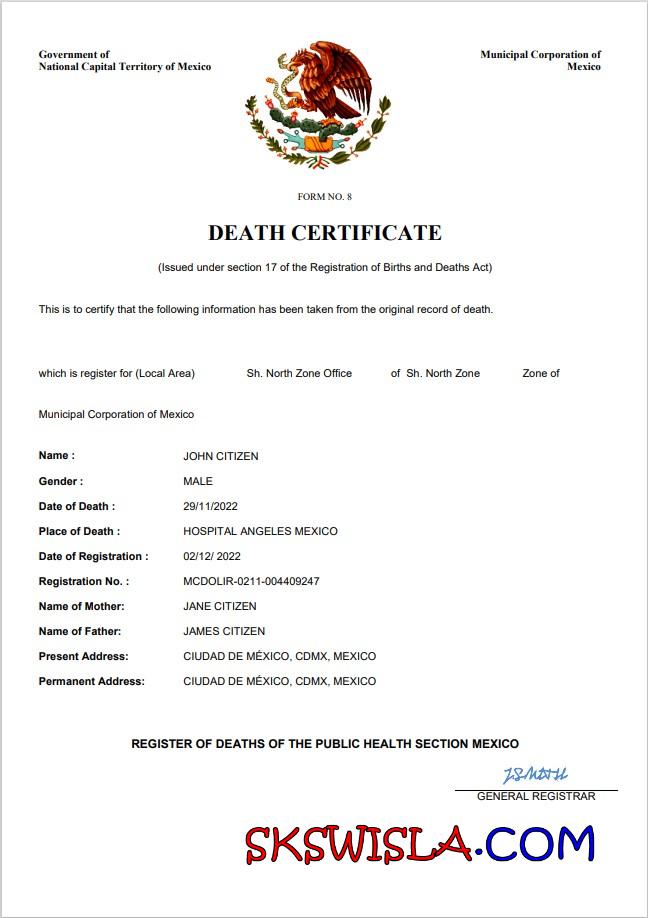 Government of
National Capital Territory of Mexico
Municipal Corporation of
Mexico
FORM NO. 8
DEATH CERTIFICATE
(Issued under section 17 of the Registration of Births and Deaths Act)
This is to certify that the following information has been taken from the original record of death.
which is register for (Local Area) Sh. North Zone Office of Sh. North Zone Zone of
Municipal Corporation of Mexico
Name : JOHN CITIZEN
Gender : MALE
Date of Death : 29/11/2022
Place of Death : HOSPITAL ANGELES MEXICO
Date of Registration : 02/12/ 2022
Registration No. : MCDOLIR-0211-004409247
Name of Mother: JANE CITIZEN
Name of Father: JAMES CITIZEN
Present Address: CIUDAD DE MÉXICO, CDMX, MEXICO
Permanent Address: CIUDAD DE MÉXICO, CDMX, MEXICO
REGISTER OF DEATHS OF THE PUBLIC HEALTH SECTION MEXICO
GENERAL REGISTRAR
SKSWISLA.COM